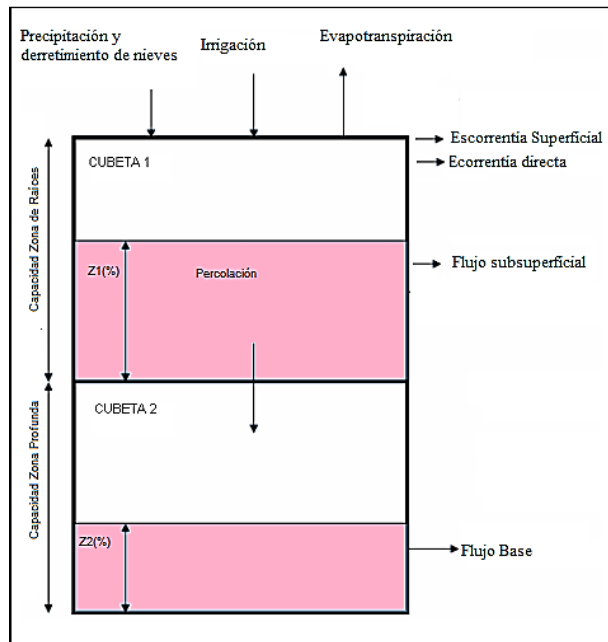 Precipitación y
derretimiento de nieves
Irrigación
Evapotranspiración
Escorrentía Superficial
Ecorrentía directa
CUBETA 1
Capacidad Zona de Raíoes
Z1(%)
Percolación
Flujo subsuperficial
CUBETA 2
Capacidad Zona Profunda
Z2(%)
Flujo Base